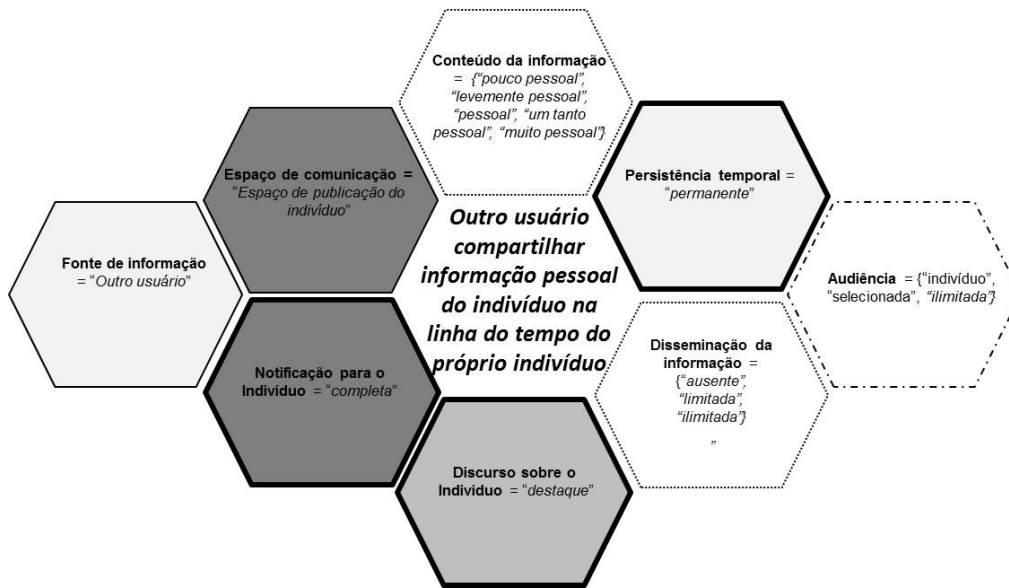 Conteúdo da informação
= {“pouco pessoal”,
“levemente pessoal”,
“pessoal”, “um tanto
pessoal”, “muito pessoal”}
Espaço de comunicação =
“Espaço de publicação do
indivíduo”
Persistência temporal =
“permanente”
Fonte de informação
= “Outro usuário”
Outro usuário
compartilhar
informação pessoal
do indivíduo na
linha do tempo do
próprio indivíduo
Audiência = {“indivíduo”,
“selecionada”, “ilimitada”}
Notificação para o
Individuo = “completa”
Disseminação da
informação =
{“ausente”,
“limitada”,
“ilimitada”}
”
Discurso sobre o
Individuo = “destaque”